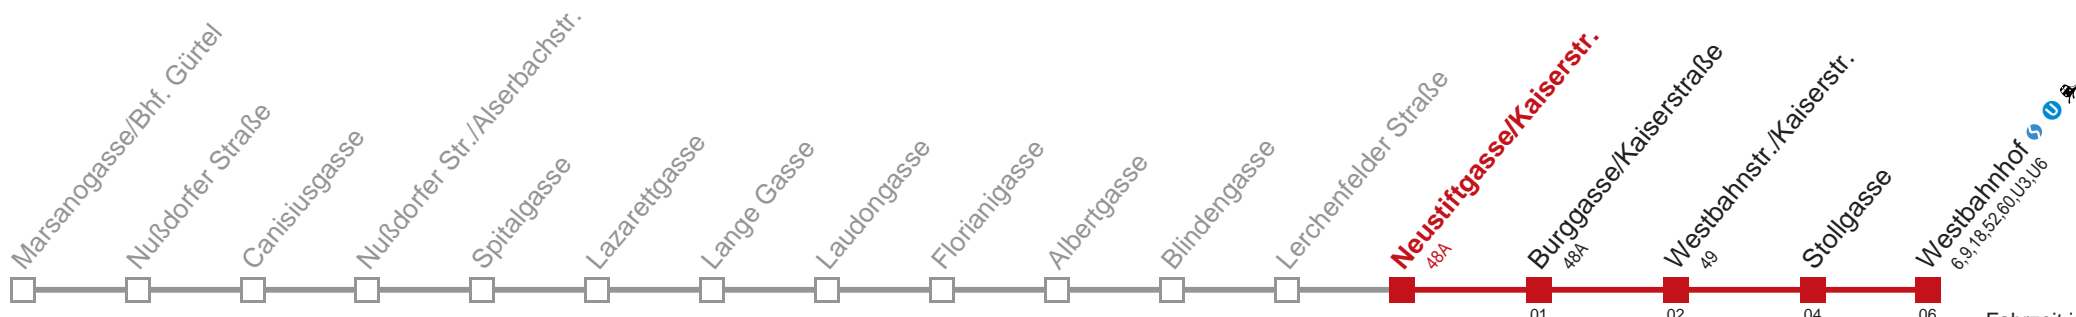 Marsanogasse/Bhf. Gürtel
Nußdorfer Straße
Canisiusgasse
Nußdorfer Str./Alserbachstr.
Spitalgasse
Lazarettgasse
Lange Gasse
Laudongasse
Florianigasse
Albertgasse
Blindengasse
Lerchenfelder Straße
Neustiftgasse/Kaiserstr.
48A
Burggasse/Kaiserstraße
48A
Westbahnstr./Kaiserstr.
49
Stollgasse
Westbahnhof U
6,9,18,52,60,U3,U6
01
02
04
06